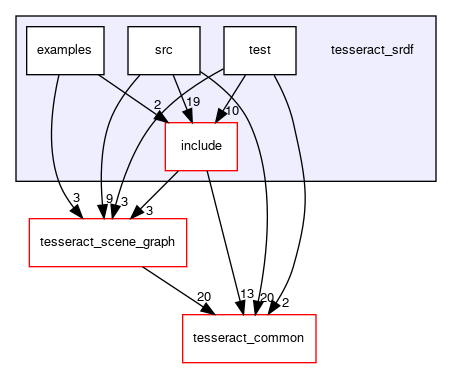 examples
src
test
tesseract_srdf
2
19
10
include
3
9
3
3
tesseract_scene_graph
20
13
20
2
tesseract_common